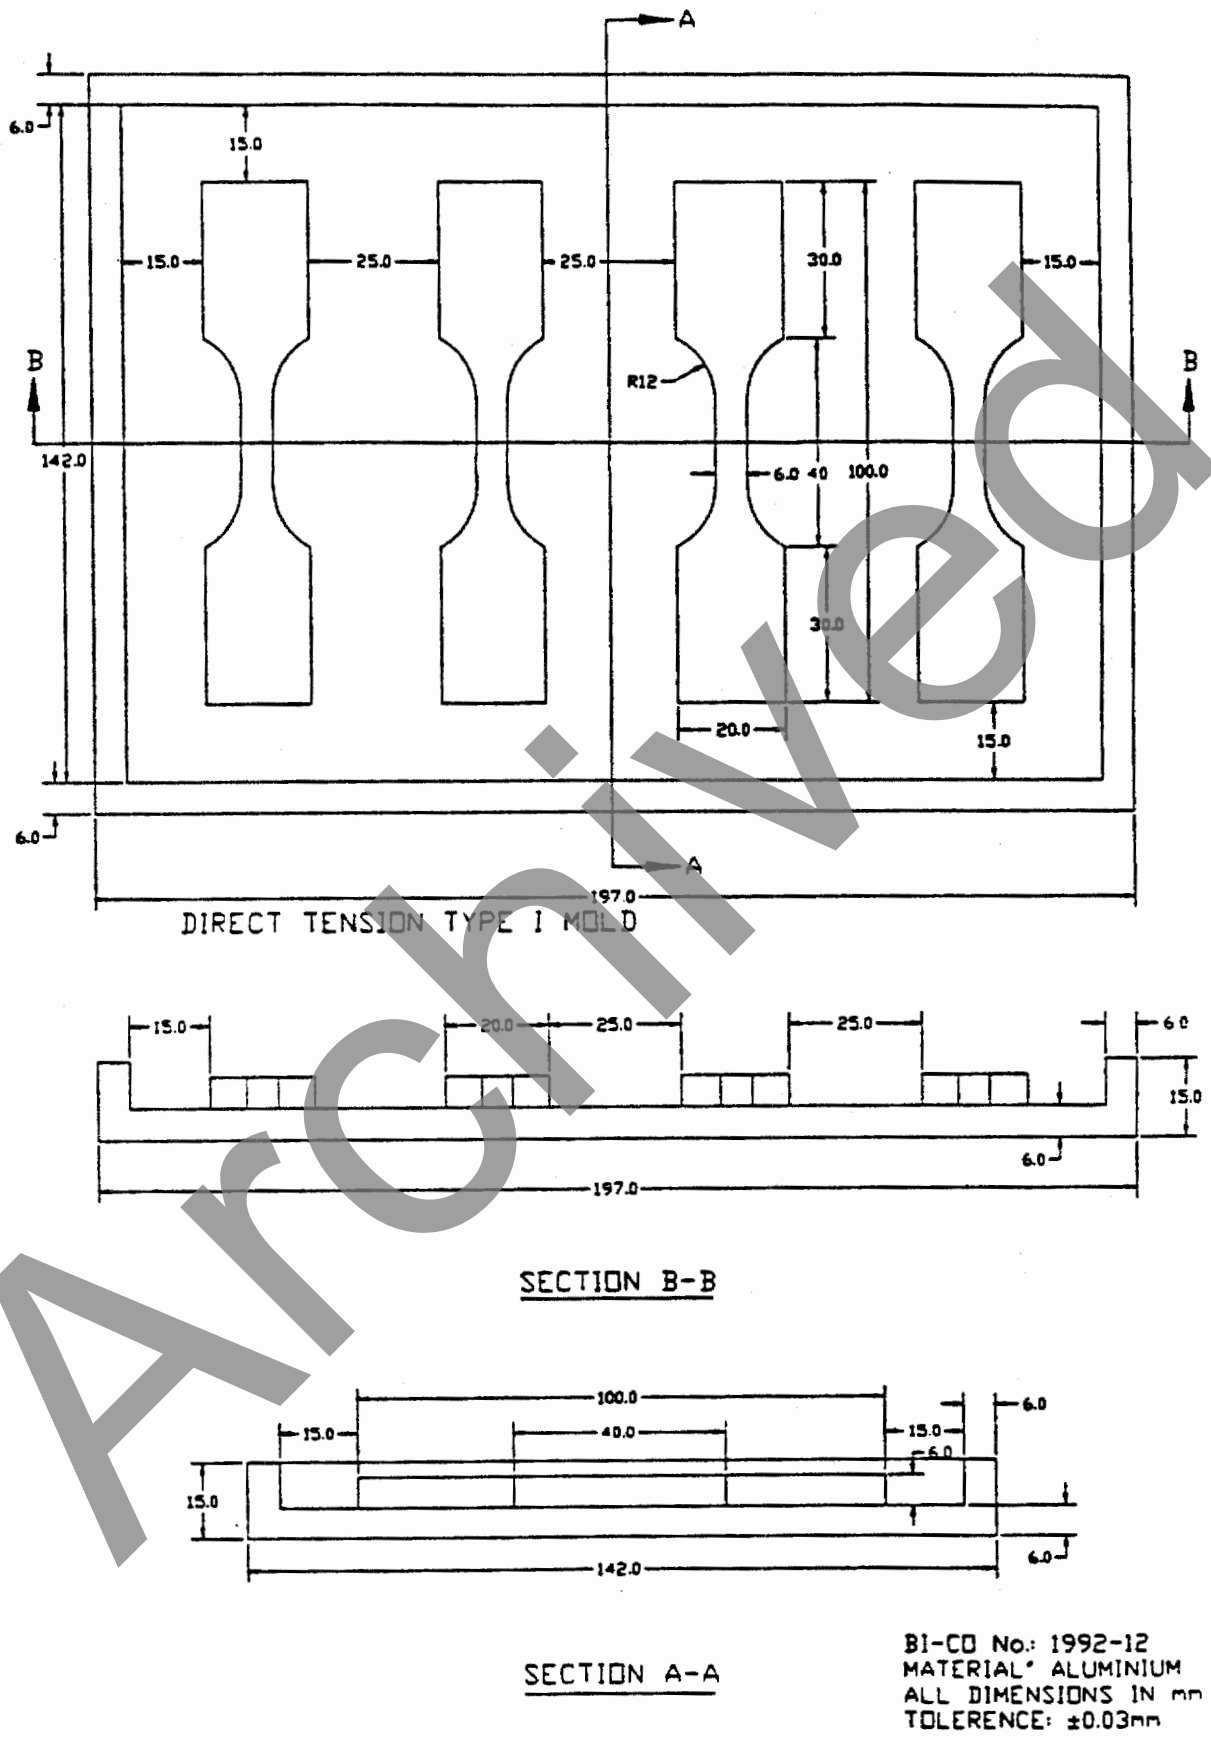 A
6.0
15.0
15.0 25.0 25.0 30.0 15.0
B B
R12
142.0 6.0 40 100.0
30.0
20.0 15.0
6.0
A
197.0
DIRECT TENSION TYPE I MOLD
15.0 20.0 25.0 25.0 6.0
15.0
6.0
197.0
SECTION B-B
100.0 6.0
15.0 40.0 15.0
6.0
15.0
6.0
142.0
SECTION A-A
BI-CO No.: 1992-12
MATERIAL: ALUMINIUM
ALL DIMENSIONS IN mm
TOLERENCE: ±0.03mm
Archived